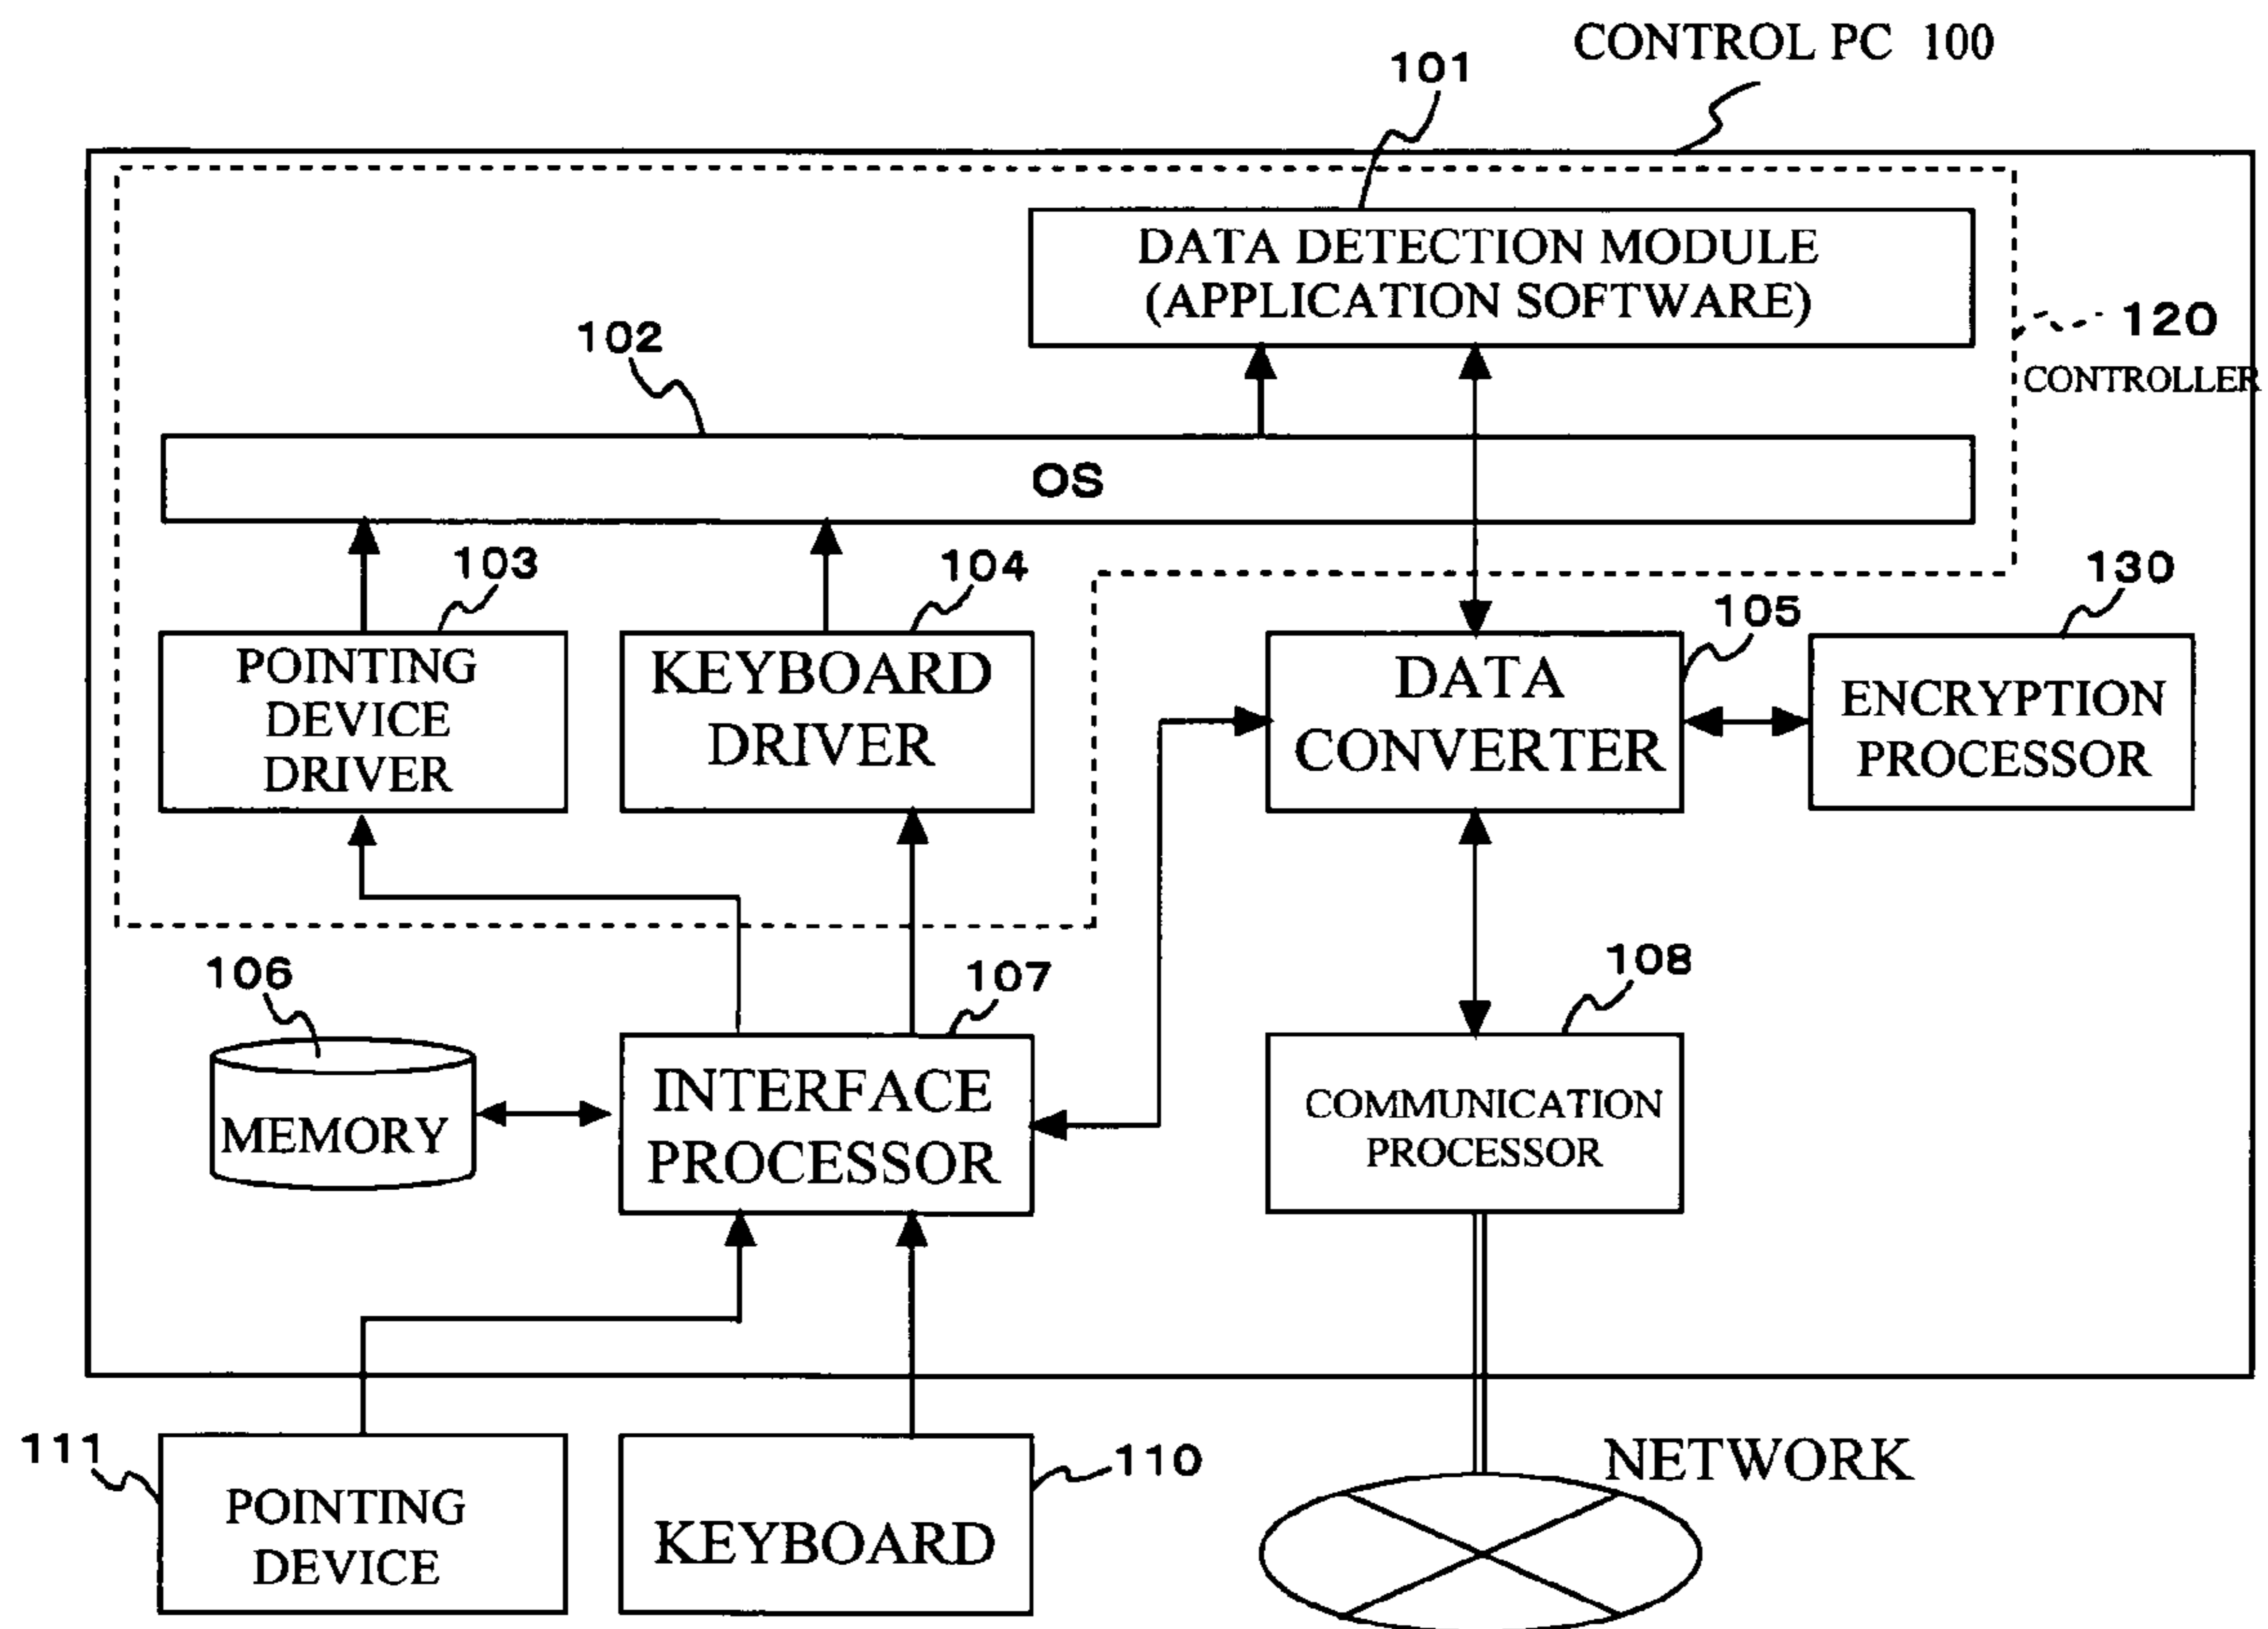 CONTROL PC 100
101
DATA DETECTION MODULE
(APPLICATION SOFTWARE)
120
CONTROLLER
102
OS
103
104
130
105
POINTING
DEVICE
DRIVER
KEYBOARD
DRIVER
DATA
CONVERTER
ENCRYPTION
PROCESSOR
106
107
108
MEMORY
INTERFACE
PROCESSOR
COMMUNICATION
PROCESSOR
111
POINTING
DEVICE
110
KEYBOARD
NETWORK